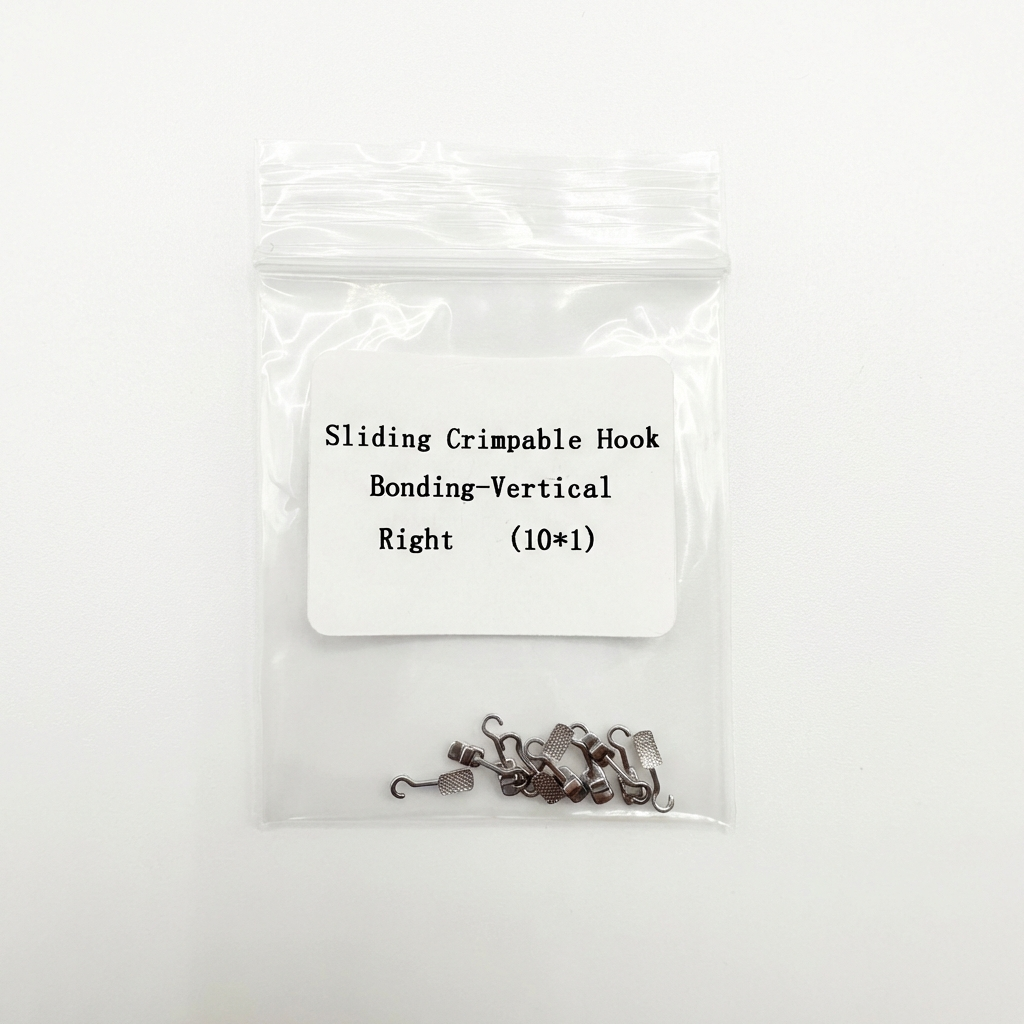 Sliding Crimpable Hook
Bonding-Vertical
Right (10*1)